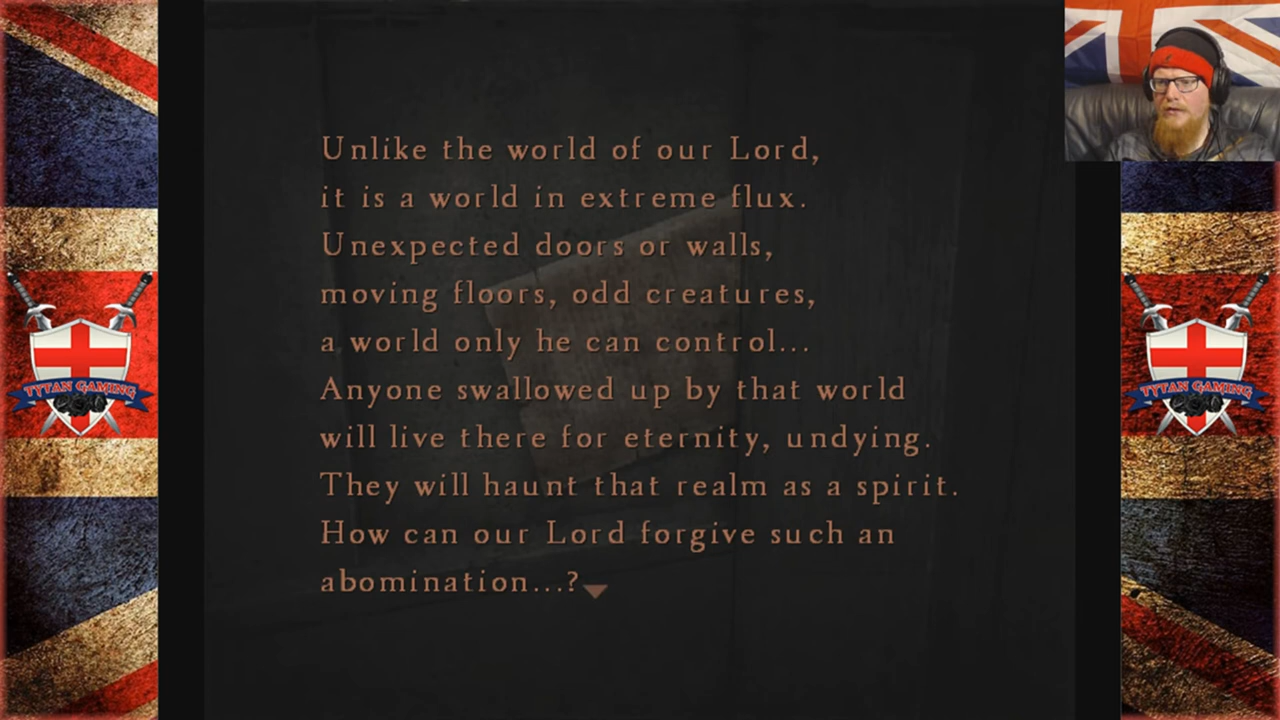 Unlike the world of our Lord,
it is a world in extreme flux.
Unexpected doors or walls,
moving floors, odd creatures,
a world only he can control...
Anyone swallowed up by that world
will live there for eternity, undying.
They will haunt that realm as a spirit.
How can our Lord forgive such an
abomination...?
TYTAN GAMING
TYTAN GAMING